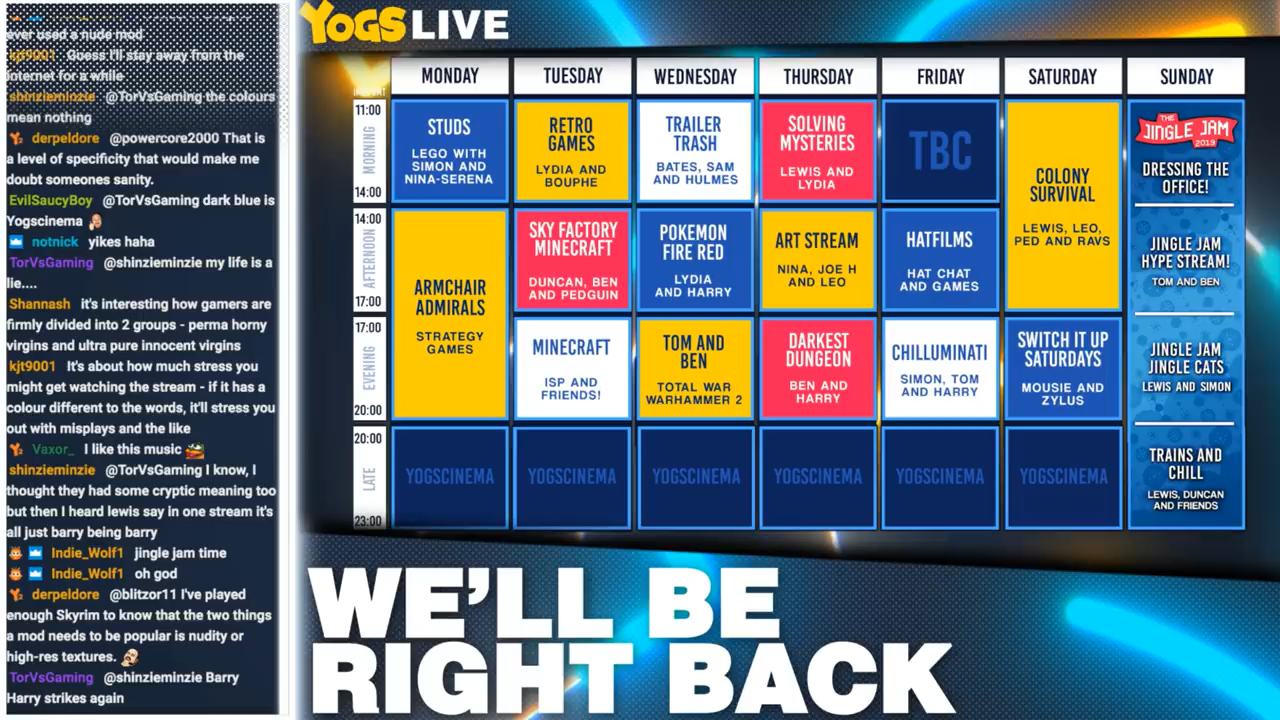 ever used a nude mod
kjt9001 Guess I'll stay away from the
internet for a while
shinzieminzie @TorVsGaming the colours
mean nothing
derpeldore @powercore2000 That is
a level of specificity that would make me
doubt someones sanity.
EvilSaucyBoy @TorVsGaming dark blue is
Yogscinema
notnick yikes haha
TorVsGaming @shinzieminzie my life is a
lie....
Shannash it's interesting how gamers are
firmly divided into 2 groups - perma horny
virgins and ultra pure innocent virgins
kjt9001 It's about how much stress you
might get watching the stream - if it has a
colour different to the words, it'll stress you
out with misplays and the like
Vaxor_ I like this music
shinzieminzie @TorVsGaming I know, I
thought they had some cryptic meaning too
but then I heard lewis say in one stream it's
all just barry being barry
Indie_Wolf1 jingle jam time
Indie_Wolf1 oh god
derpeldore @blitzor11 I've played
enough Skyrim to know that the two things
a mod needs to be popular is nudity or
high-res textures.
TorVsGaming @shinzieminzie Barry
Harry strikes again
YOGS LIVE
MONDAY TUESDAY WEDNESDAY THURSDAY FRIDAY SATURDAY SUNDAY
11:00
MORNING
14:00
STUDS
LEGO WITH
SIMON AND
NINA-SERENA
RETRO
GAMES
LYDIA AND
BOUPHE
TRAILER
TRASH
BATES, SAM
AND HULMES
SOLVING
MYSTERIES
LEWIS AND
LYDIA
TBC
COLONY
SURVIVAL
LEWIS, LEO,
PED AND RAVS
THE
JINGLE JAM
2019
DRESSING THE
OFFICE!
14:00
AFTERNOON
17:00
ARMCHAIR
ADMIRALS
STRATEGY
GAMES
SKY FACTORY
MINECRAFT
DUNCAN, BEN
AND PEDGUIN
POKEMON
FIRE RED
LYDIA
AND HARRY
ART STREAM
NINA, JOE H
AND LEO
HATFILMS
HAT CHAT
AND GAMES
JINGLE JAM
HYPE STREAM!
TOM AND BEN
17:00
EVENING
20:00
MINECRAFT
ISP AND
FRIENDS!
TOM AND
BEN
TOTAL WAR
WARHAMMER 2
DARKEST
DUNGEON
BEN AND
HARRY
CHILLUMINATI
SIMON, TOM
AND HARRY
SWITCH IT UP
SATURDAYS
MOUSIE AND
ZYLUS
JINGLE JAM
JINGLE CATS
LEWIS AND SIMON
20:00
LATE
23:00
YOGSCINEMA YOGSCINEMA YOGSCINEMA YOGSCINEMA YOGSCINEMA YOGSCINEMA
TRAINS AND
CHILL
LEWIS, DUNCAN
AND FRIENDS
WE'LL BE
RIGHT BACK